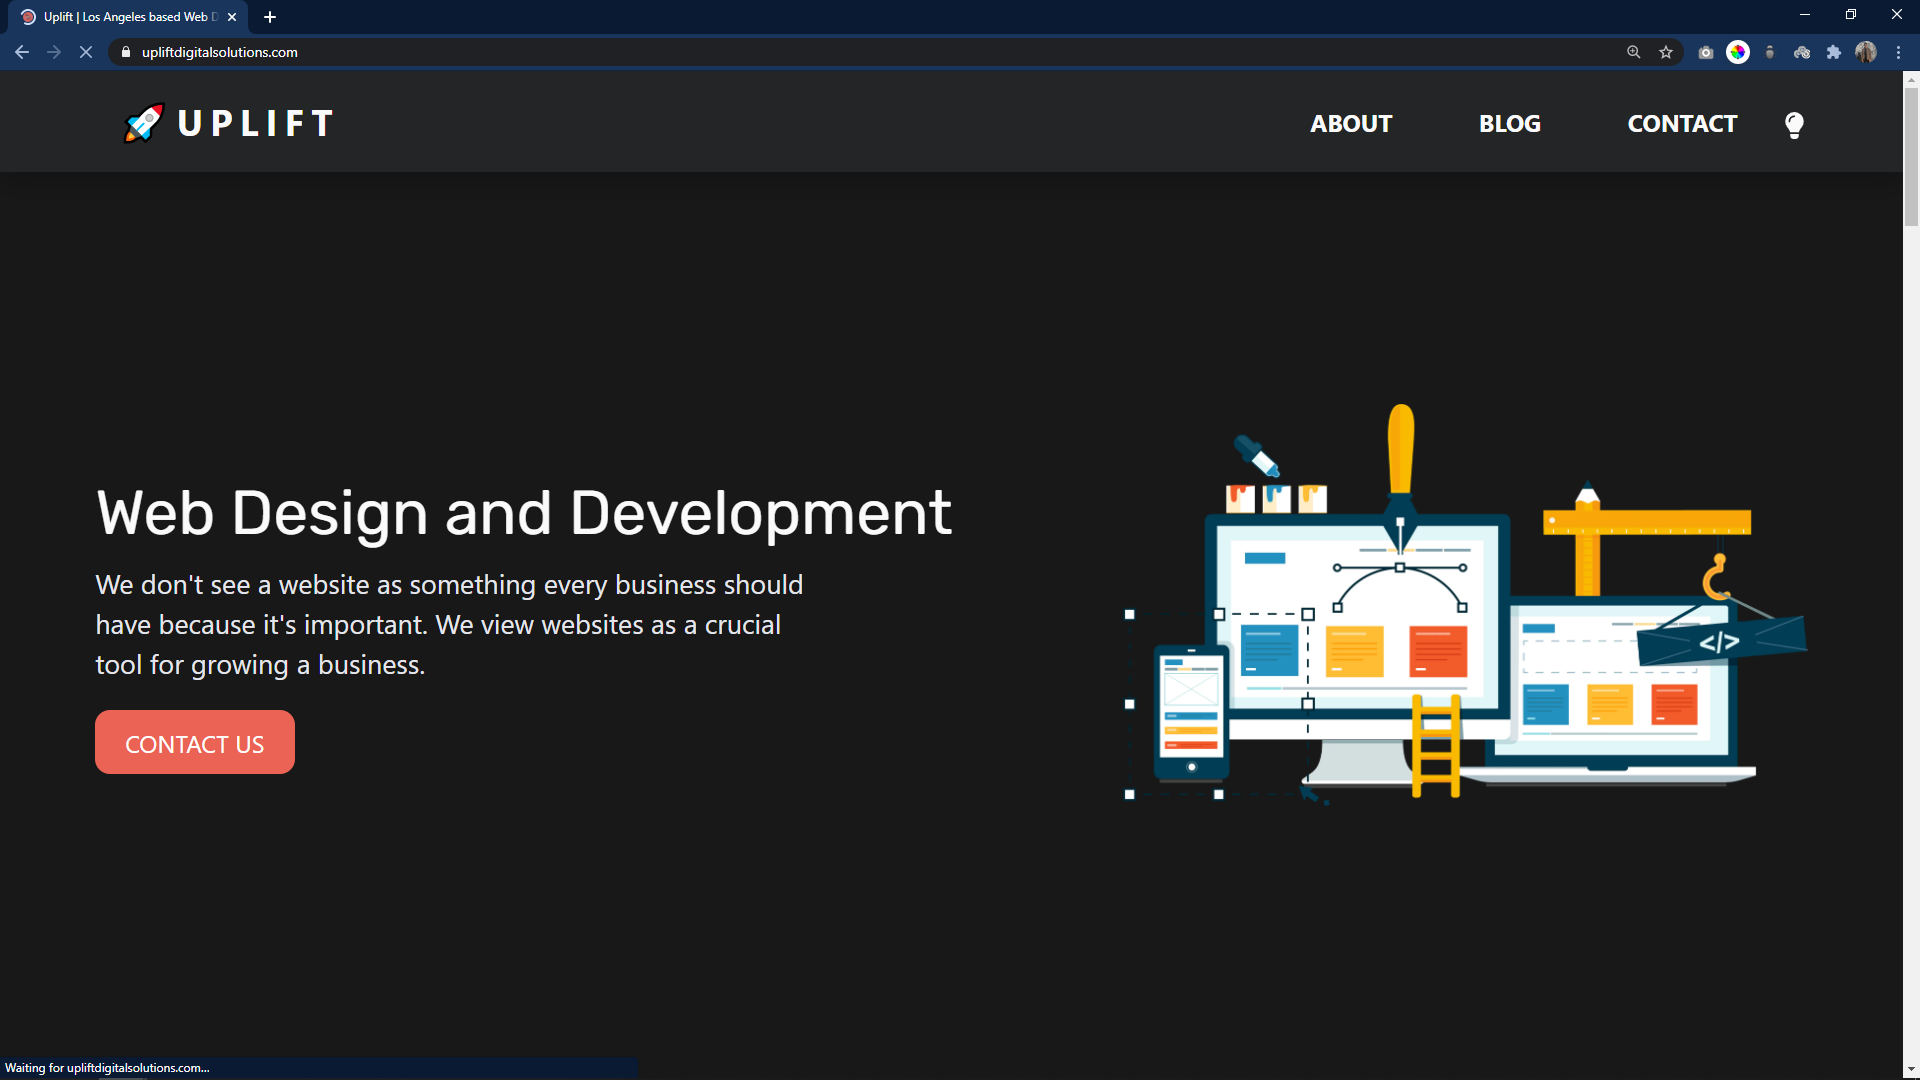 Uplift | Los Angeles based Web D
upliftdigitalsolutions.com
UPLIFT
ABOUT
BLOG
CONTACT
Web Design and Development
We don't see a website as something every business should
have because it's important. We view websites as a crucial
tool for growing a business.
CONTACT US
</>
Waiting for upliftdigitalsolutions.com...